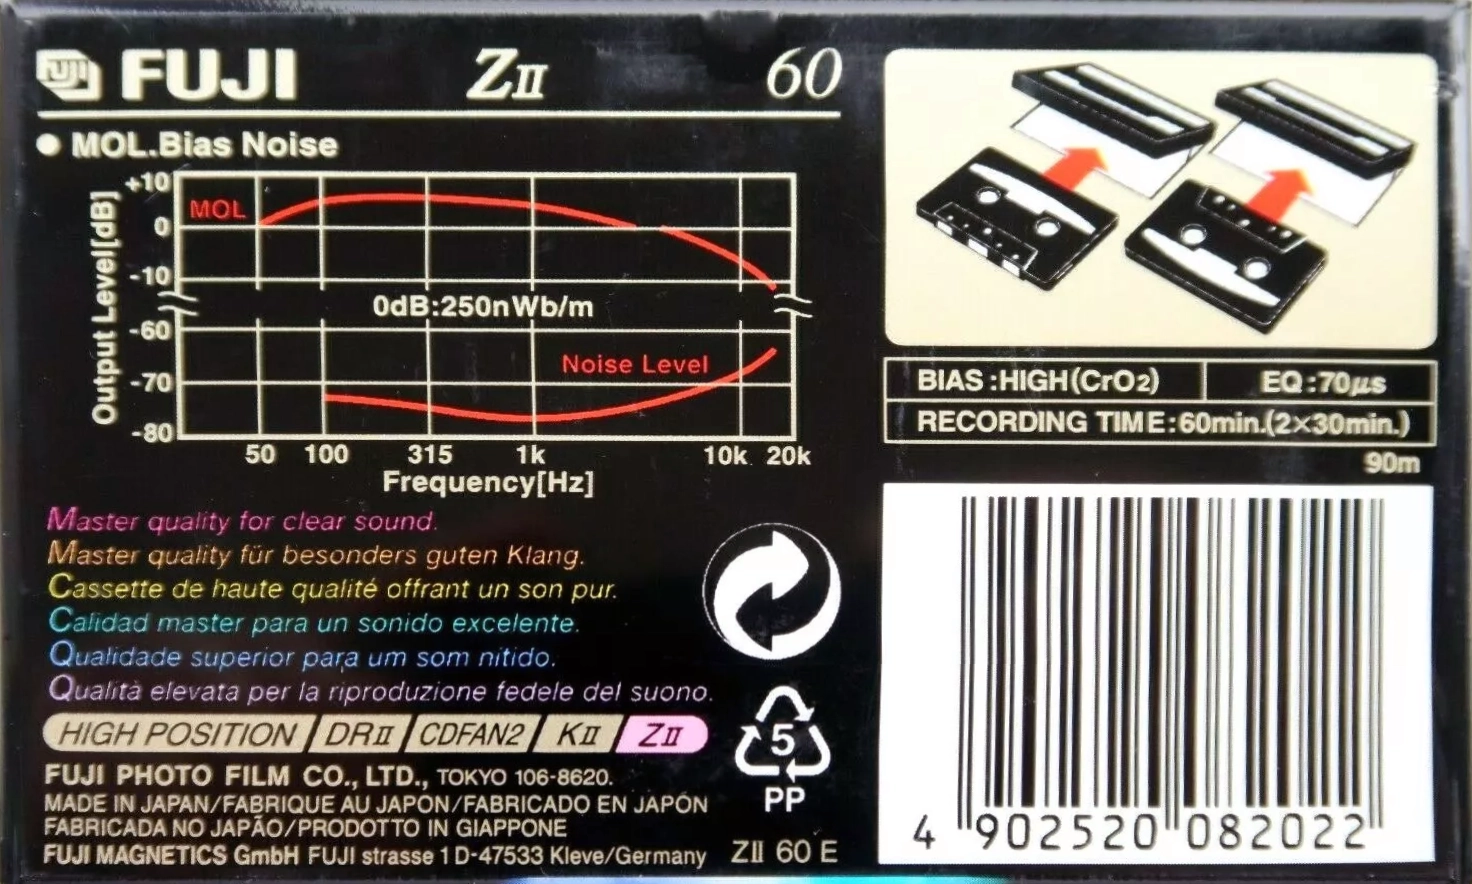 FUJI FUJI ZII 60
● MOL.Bias Noise
+10
MOL
0
-10
0dB:250nWb/m
-60
Noise Level
-70
-80
Output Level[dB]
50 100 315 1k 10k 20k
Frequency[Hz]
Master quality for clear sound.
Master quality für besonders guten Klang.
Cassette de haute qualité offrant un son pur.
Calidad master para un sonido excelente.
Qualidade superior para um som nítido.
Qualità elevata per la riproduzione fedele del suono.
HIGH POSITION DRII CDFAN2 KII ZII
FUJI PHOTO FILM CO., LTD., TOKYO 106-8620.
MADE IN JAPAN/FABRIQUE AU JAPON/FABRICADO EN JAPÓN
FABRICADA NO JAPÃO/PRODOTTO IN GIAPPONE
FUJI MAGNETICS GmbH FUJI strasse 1 D-47533 Kleve/Germany
5
PP
ZII 60 E
BIAS:HIGH(CrO2) EQ:70μs
RECORDING TIME:60min.(2×30min.)
90m
4 902520 082022